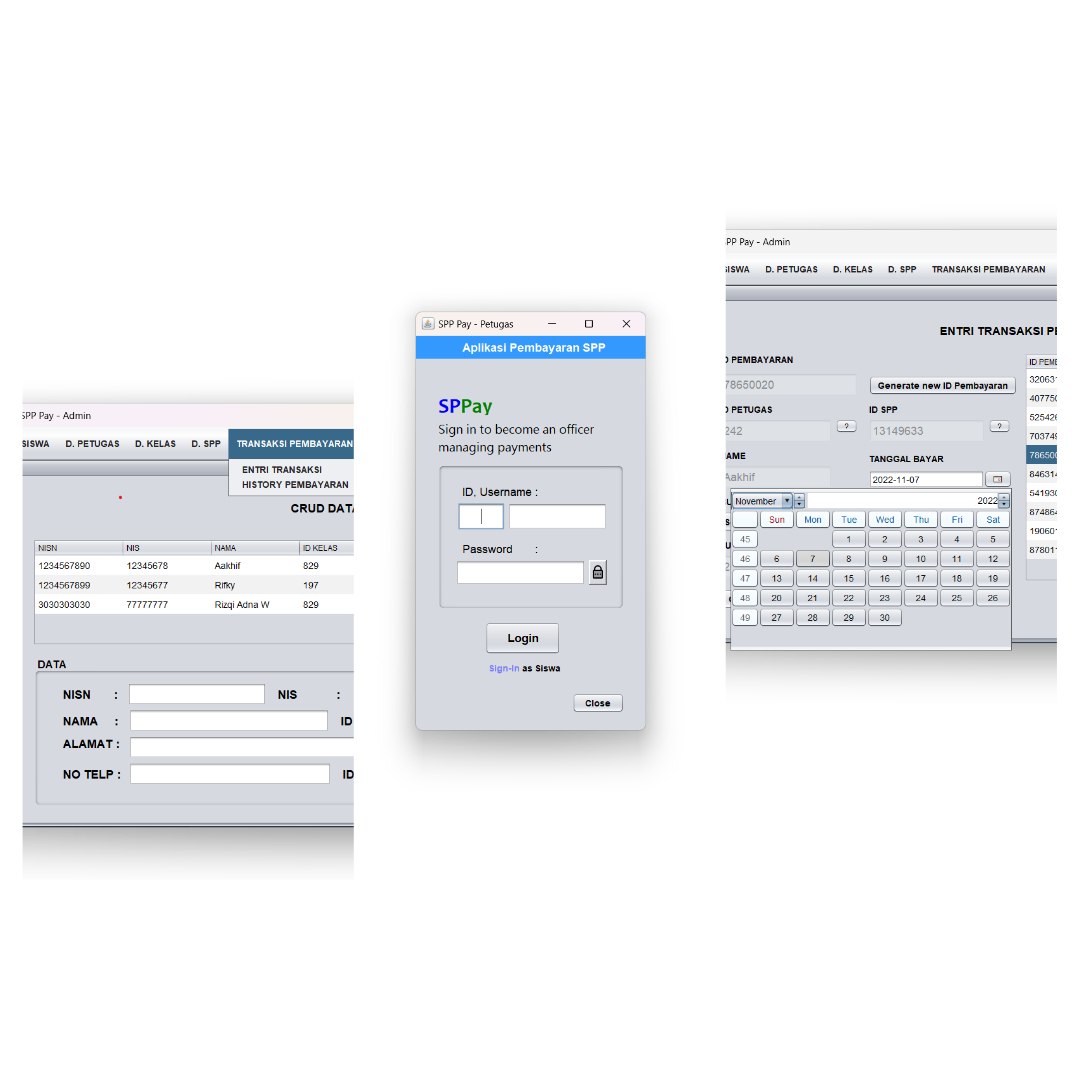 SPP Pay - Admin
SISWA D. PETUGAS D. KELAS D. SPP TRANSAKSI PEMBAYARAN
ENTRI TRANSAKSI
HISTORY PEMBAYARAN
CRUD DATA
NISN NIS NAMA ID KELAS
1234567890 12345678 Aakhif 829
1234567899 12345677 Rifky 197
3030303030 77777777 Rizqi Adna W 829
DATA
NISN : NIS :
NAMA : ID
ALAMAT :
NO TELP : ID
SPP Pay - Petugas
Aplikasi Pembayaran SPP
SPPay
Sign in to become an officer
managing payments
ID, Username :
Password :
Login
Sign-in as Siswa
Close
PP Pay - Admin
SISWA D. PETUGAS D. KELAS D. SPP TRANSAKSI PEMBAYARAN
ENTRI TRANSAKSI PE
D PEMBAYARAN
78650020 Generate new ID Pembayaran
D PETUGAS ID SPP
242 ? 13149633 ?
NAME TANGGAL BAYAR
Aakhif 2022-11-07
November 2022
Sun Mon Tue Wed Thu Fri Sat
45 1 2 3 4 5
46 6 7 8 9 10 11 12
47 13 14 15 16 17 18 19
48 20 21 22 23 24 25 26
49 27 28 29 30
ID PEME
320631
407750
525426
703749
786500
846314
541930
874864
190601
878011